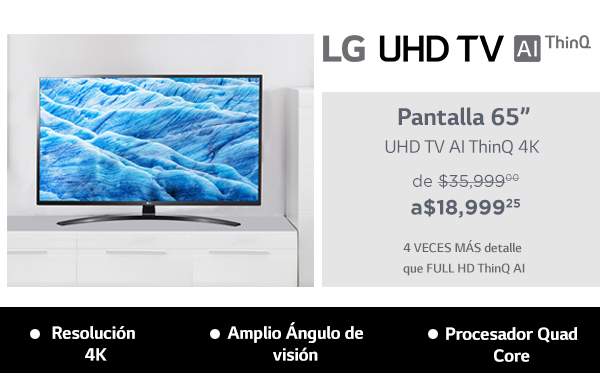 LG UHD TV AI ThinQ
Pantalla 65”
UHD TV AI ThinQ 4K
de $35,999⁰⁰
a$18,999²⁵
4 VECES MÁS detalle
que FULL HD ThinQ AI
● Resolución
4K
● Amplio Ángulo de
visión
● Procesador Quad
Core